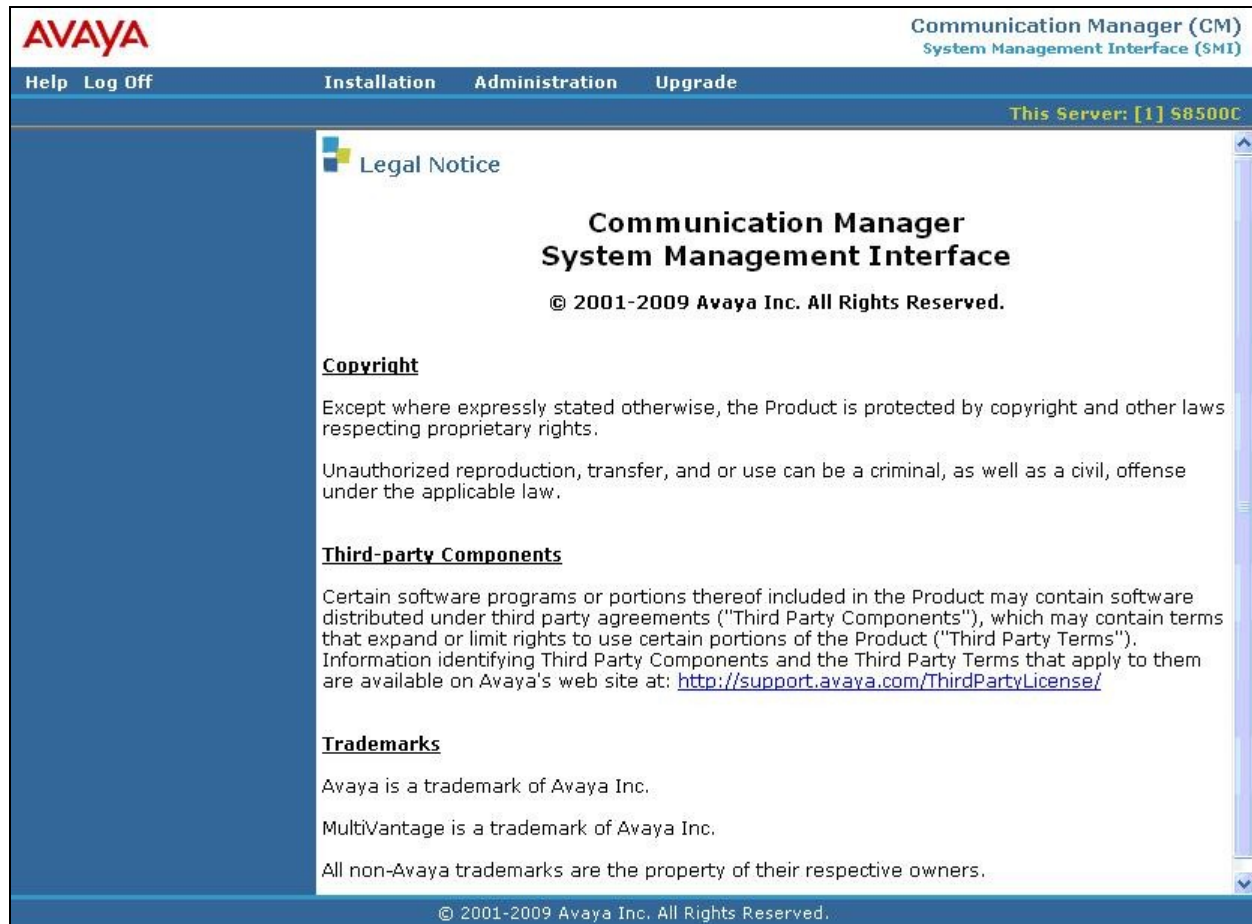 AVAYA
Communication Manager (CM)
System Management Interface (SMI)
Help Log Off Installation Administration Upgrade
This Server: [1] S8500C
Legal Notice
Communication Manager
System Management Interface
© 2001-2009 Avaya Inc. All Rights Reserved.
Copyright
Except where expressly stated otherwise, the Product is protected by copyright and other laws
respecting proprietary rights.
Unauthorized reproduction, transfer, and or use can be a criminal, as well as a civil, offense
under the applicable law.
Third-party Components
Certain software programs or portions thereof included in the Product may contain software
distributed under third party agreements ("Third Party Components"), which may contain terms
that expand or limit rights to use certain portions of the Product ("Third Party Terms").
Information identifying Third Party Components and the Third Party Terms that apply to them
are available on Avaya's web site at: http://support.avaya.com/ThirdPartyLicense/
Trademarks
Avaya is a trademark of Avaya Inc.
MultiVantage is a trademark of Avaya Inc.
All non-Avaya trademarks are the property of their respective owners.
© 2001-2009 Avaya Inc. All Rights Reserved.